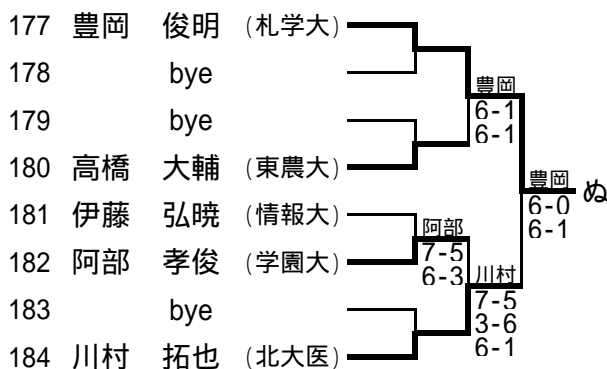 177 豊岡 俊明 (札学大)
178 bye
179 bye
180 高橋 大輔 (東農大)
181 伊藤 弘暁 (情報大)
182 阿部 孝俊 (学園大)
183 bye
184 川村 拓也 (北大医)
阿部
7-5
6-3
豊岡
6-1
6-1
川村
7-5
3-6
6-1
豊岡
6-0
6-1
ぬ